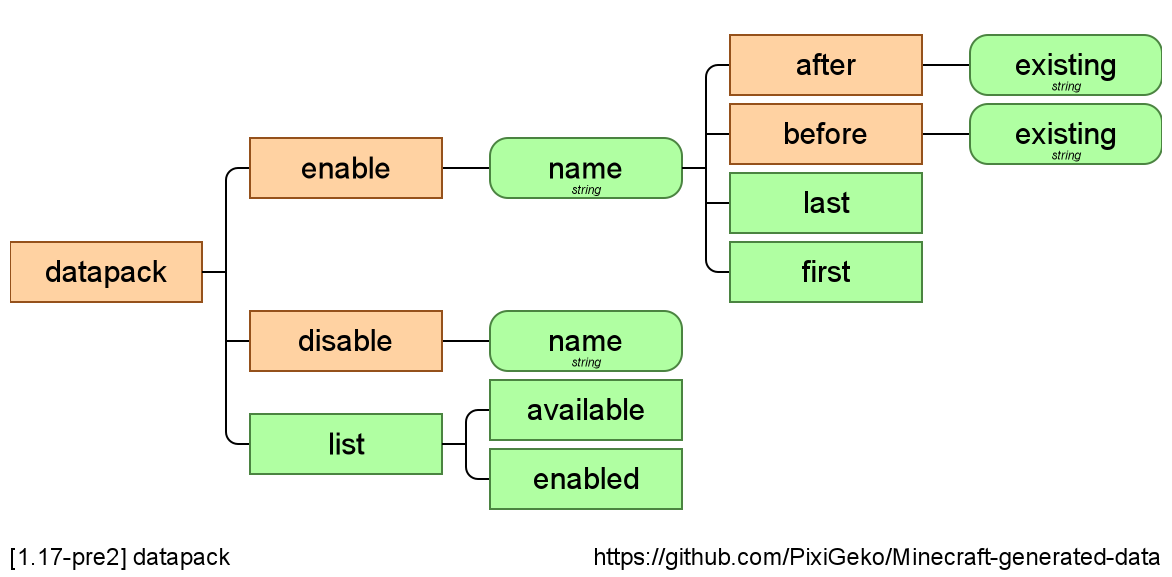 after
existing
string
before
existing
string
enable
name
string
last
first
datapack
disable
name
string
available
list
enabled
[1.17-pre2] datapack
https://github.com/PixiGeko/Minecraft-generated-data